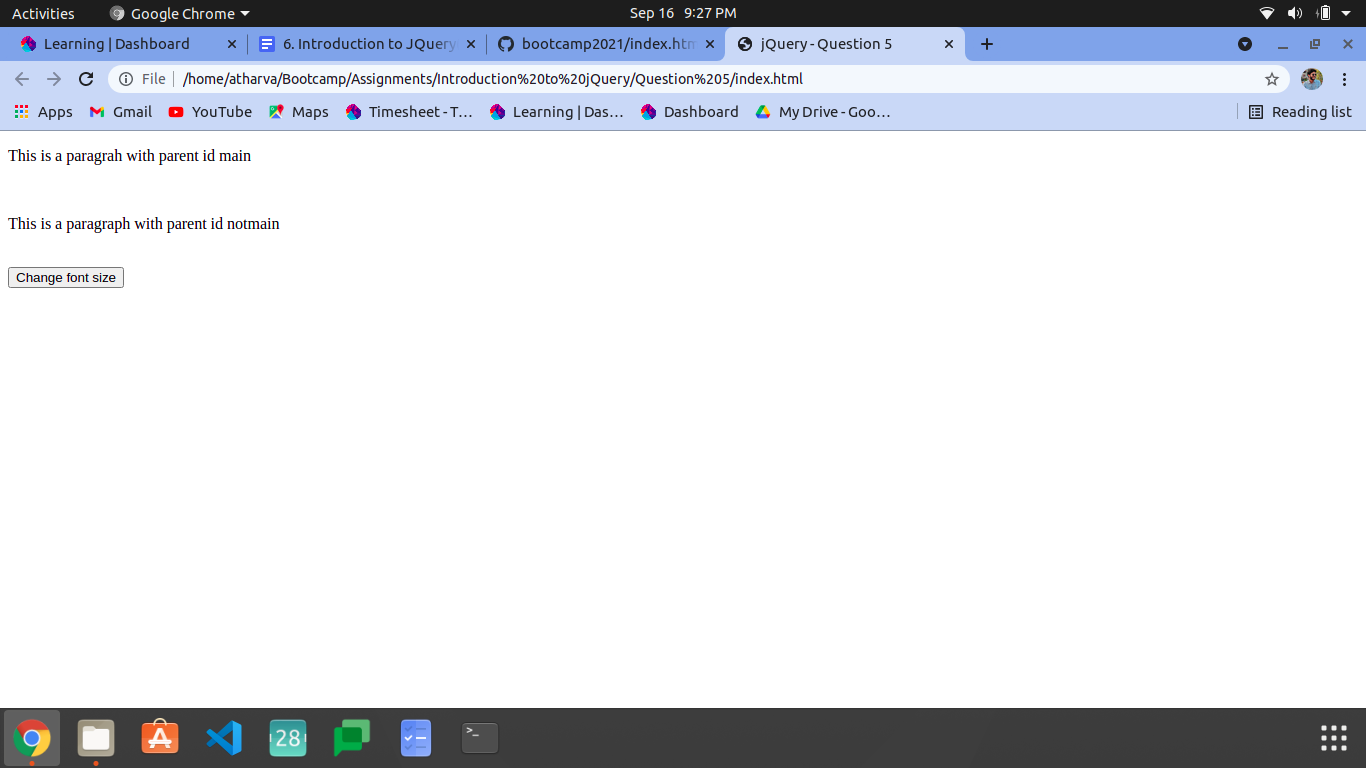 Activities Google Chrome Sep 16 9:27 PM
Learning | Dashboard 6. Introduction to JQuery bootcamp2021/index.htm jQuery - Question 5
File /home/atharva/Bootcamp/Assignments/Introduction%20to%20jQuery/Question%205/index.html
Apps Gmail YouTube Maps Timesheet - T… Learning | Das… Dashboard My Drive - Goo… Reading list
This is a paragrah with parent id main
This is a paragraph with parent id notmain
Change font size
28
>_